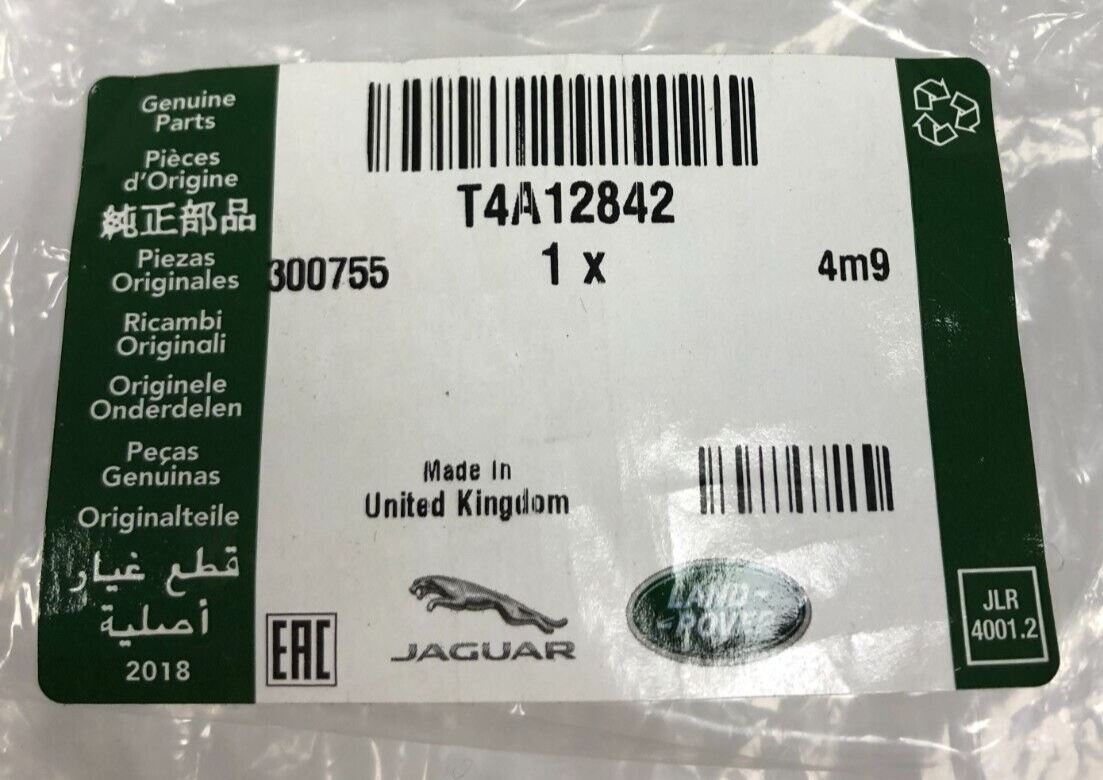 Genuine
Parts
Pièces
d'Origine
純正部品
Piezas
Originales
Ricambi
Originali
Originele
Onderdelen
Peças
Genuinas
Originalteile
قطع غيار
أصلية
2018
T4A12842
300755
1 x
4m9
Made In
United Kingdom
EAC
JAGUAR
LAND-
-ROVER
JLR
4001.2